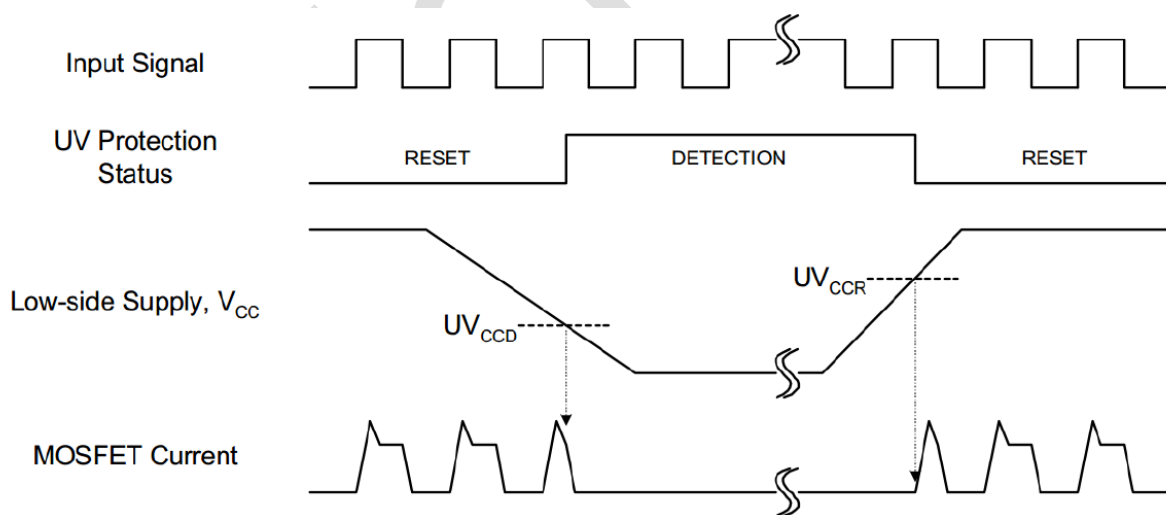 Input Signal
UV Protection
Status
RESET
DETECTION
RESET
Low-side Supply, VCC
UVCCD
UVCCR
MOSFET Current